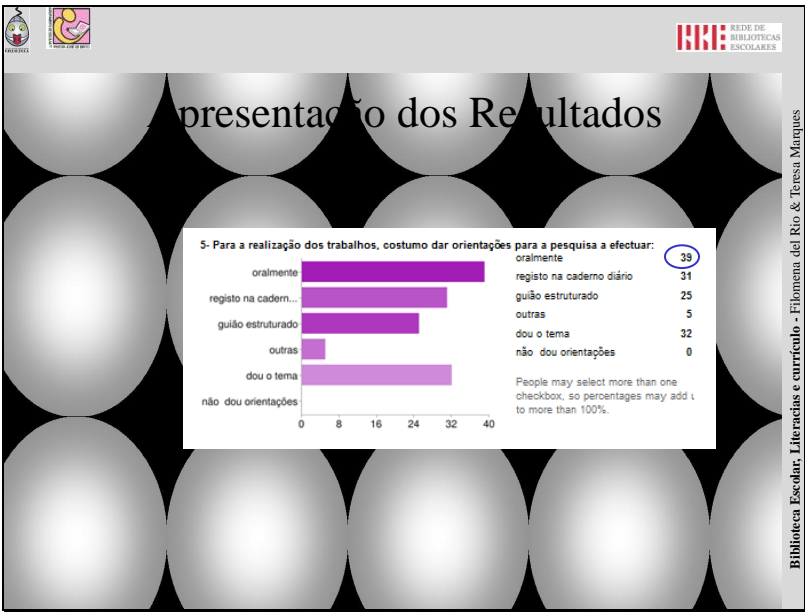 REDE DE
BIBLIOTECAS
ESCOLARES
Apresentação dos Resultados
5- Para a realização dos trabalhos, costumo dar orientações para a pesquisa a efectuar:
oralmente
registo na cadern...
guião estruturado
outras
dou o tema
não dou orientações
0 8 16 24 32 40
oralmente 39
registo na caderno diário 31
guião estruturado 25
outras 5
dou o tema 32
não dou orientações 0
People may select more than one
checkbox, so percentages may add u
to more than 100%.
Biblioteca Escolar, Literacias e currículo - Filomena del Rio & Teresa Marques